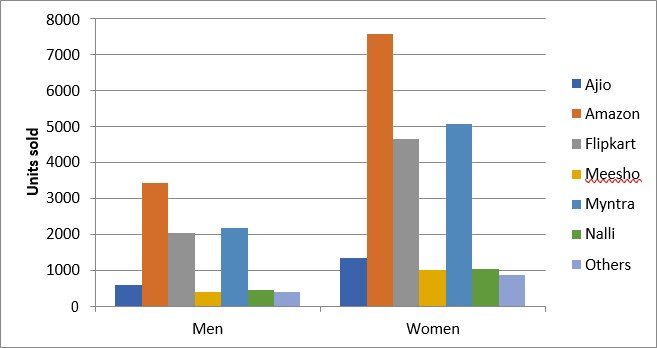 8000
7000
6000
5000
4000
3000
2000
1000
0
Units sold
Men
Women
Ajio
Amazon
Flipkart
Meesho
Myntra
Nalli
Others